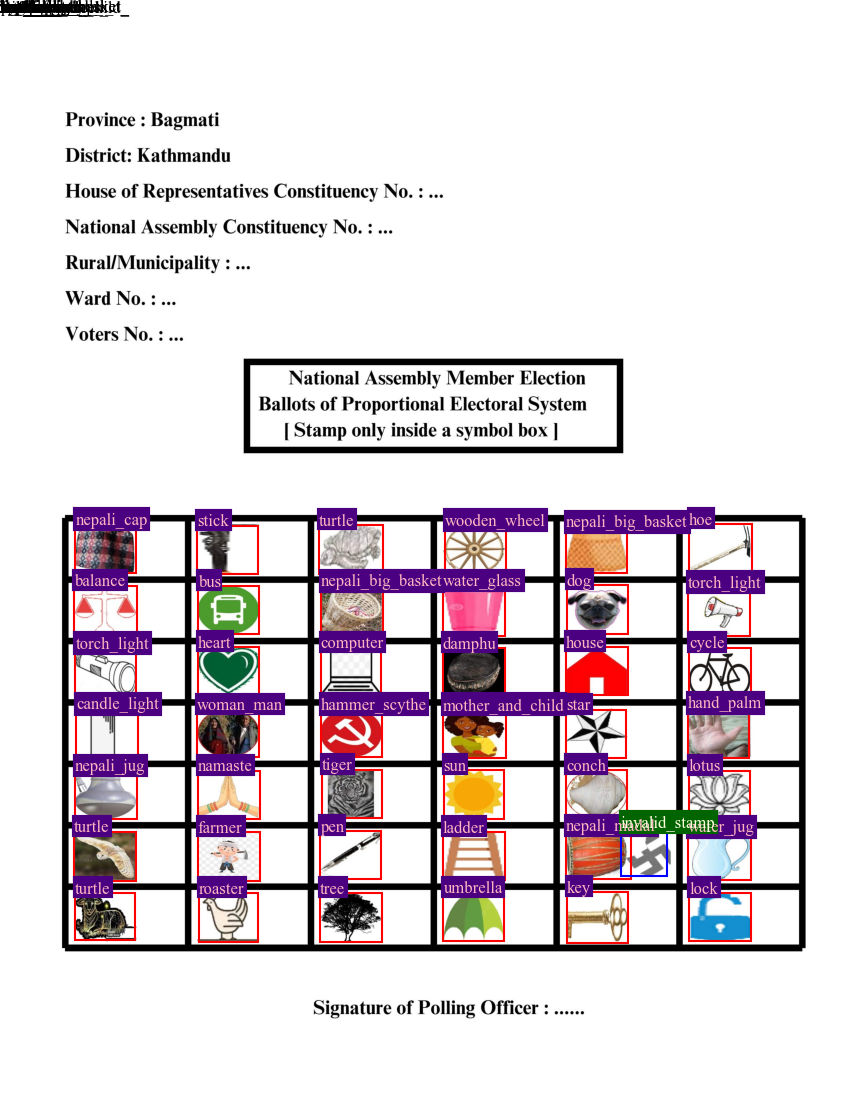 Province : Bagmati
District: Kathmandu
House of Representatives Constituency No. : ...
National Assembly Constituency No. : ...
Rural/Municipality : ...
Ward No. : ...
Voters No. : ...
National Assembly Member Election
Ballots of Proportional Electoral System
[ Stamp only inside a symbol box ]
nepali_cap stick turtle wooden_wheel nepali_big_basket hoe
balance bus nepali_big_basket water_glass dog torch_light
torch_light heart computer damphu house cycle
candle_light woman_man hammer_scythe mother_and_child star hand_palm
nepali_jug namaste tiger sun conch lotus
invalid_stamp
turtle farmer pen ladder nepali_madal water_jug
turtle roaster tree umbrella key lock
Signature of Polling Officer : ......